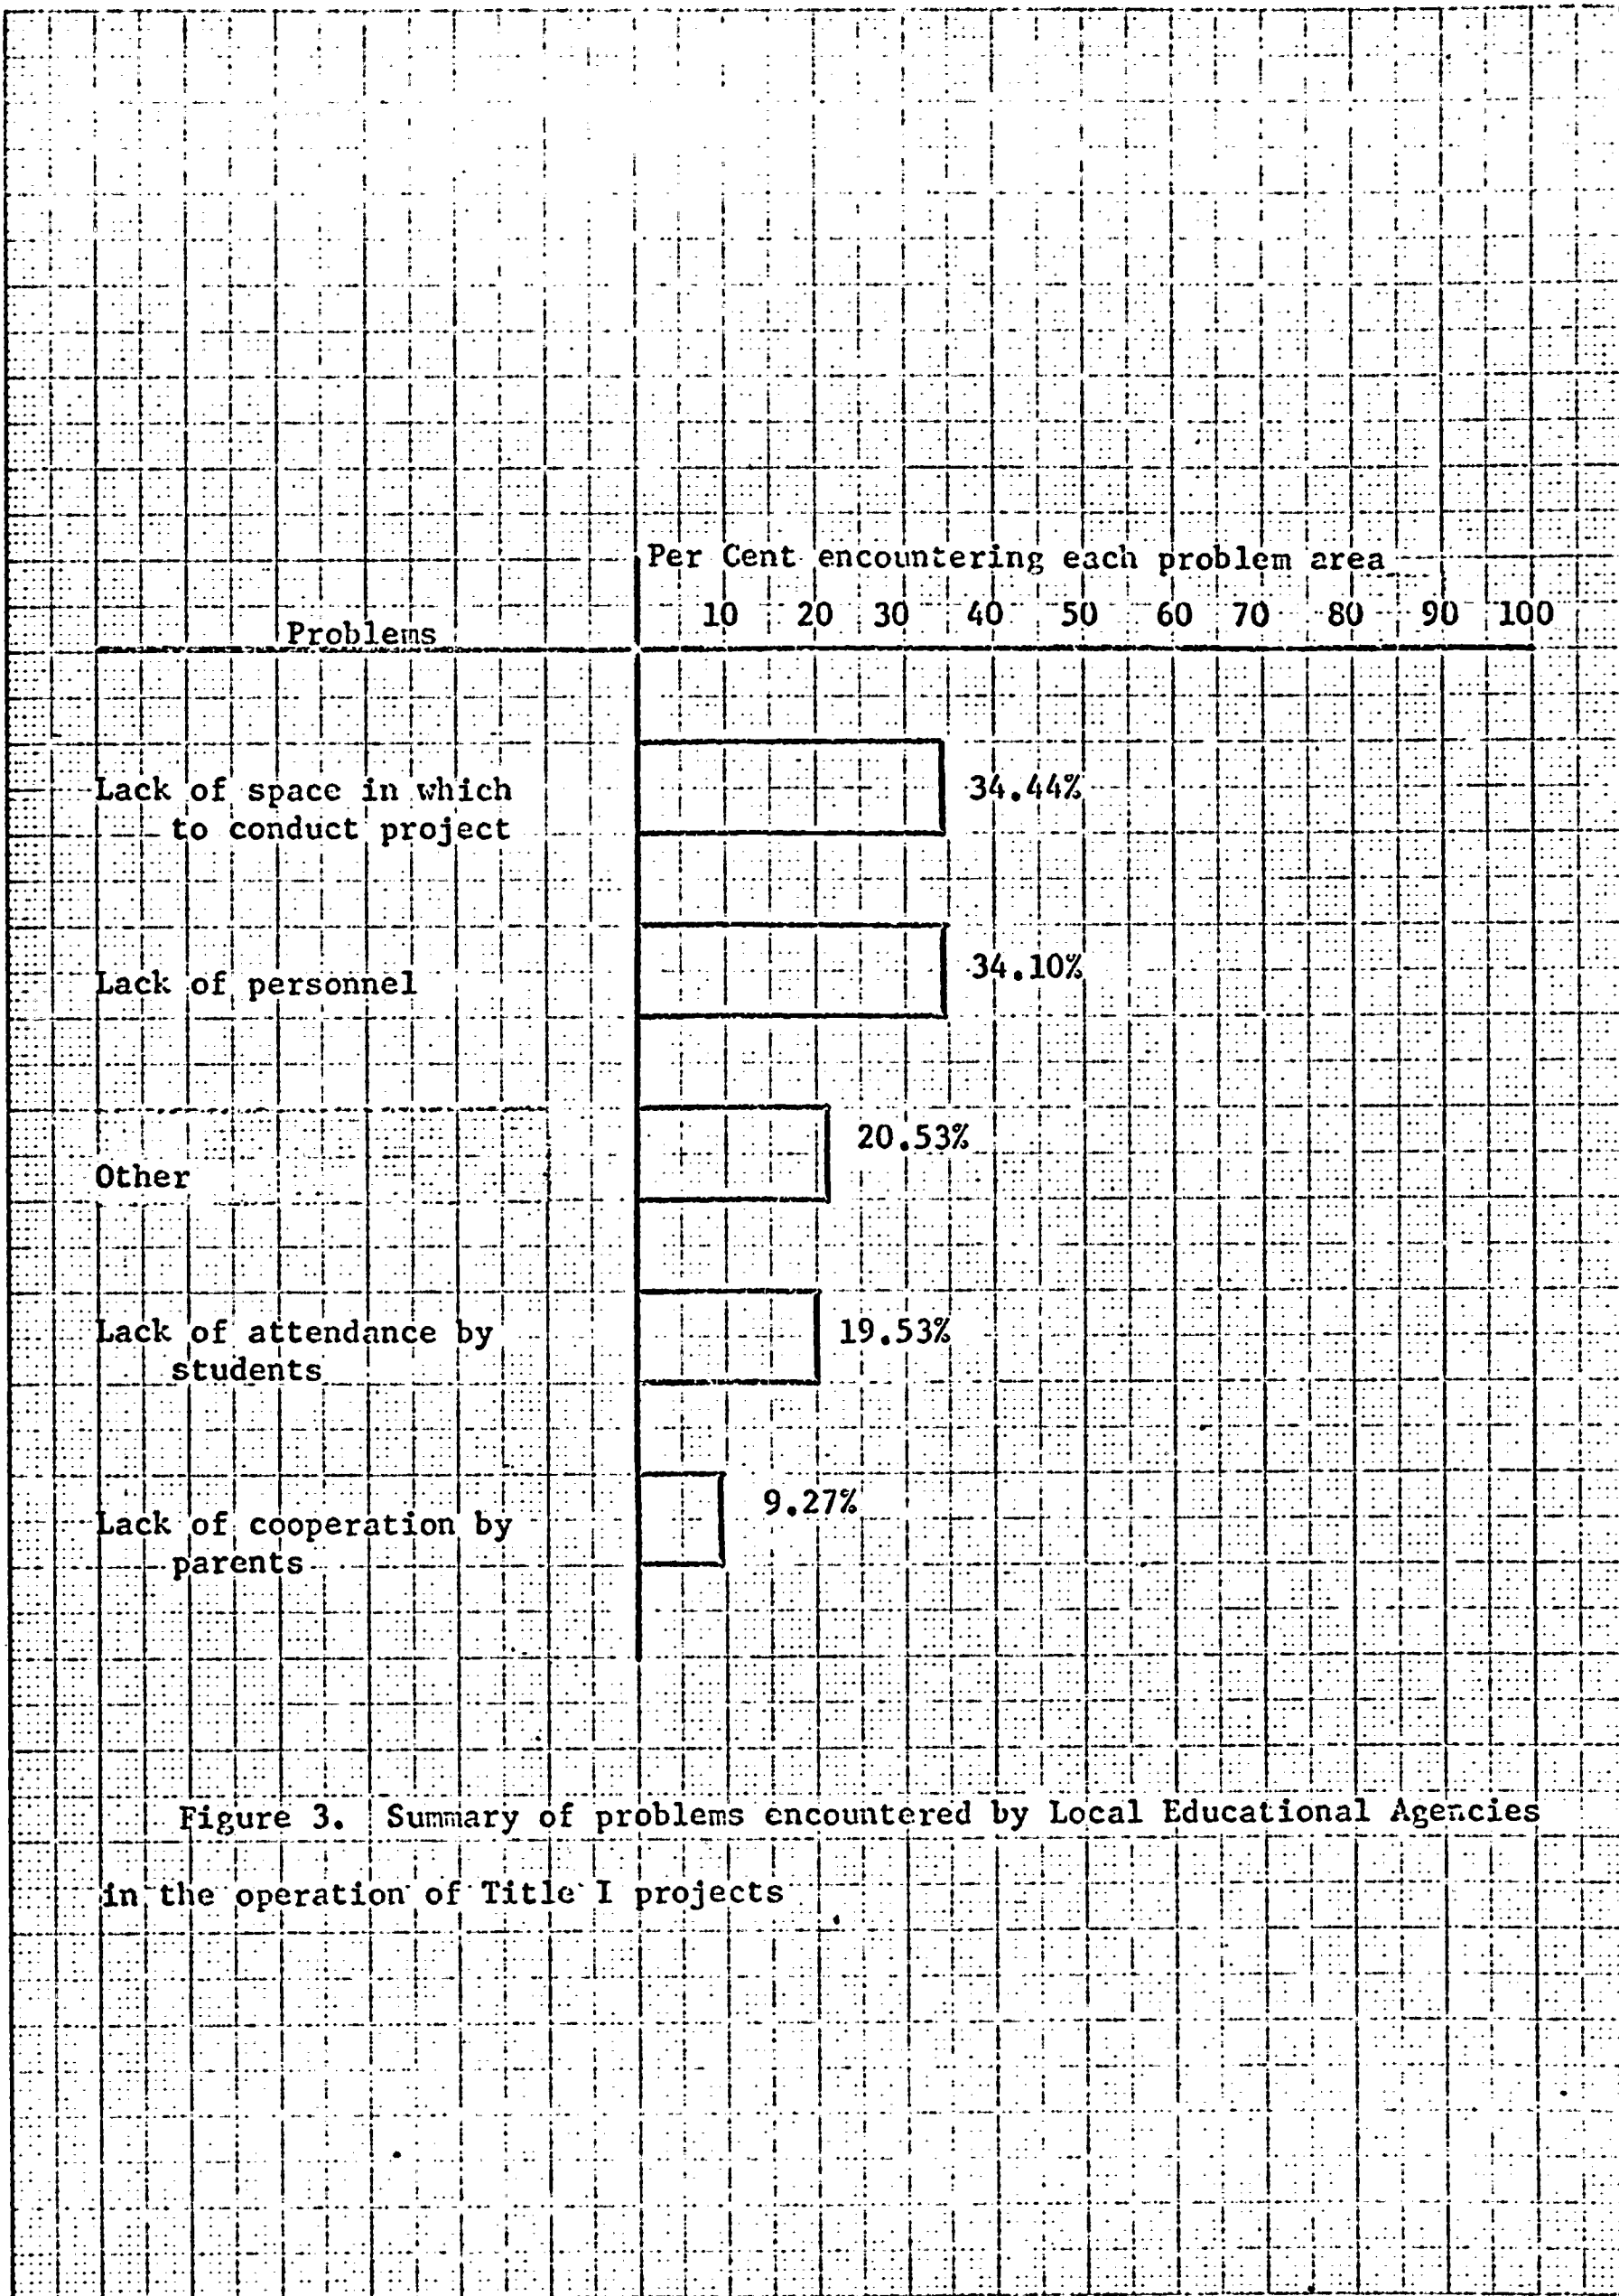 Per Cent encountering each problem area
10 20 30 40 50 60 70 80 90 100
Problems
Lack of space in which
to conduct project
34.44%
Lack of personnel
34.10%
Other
20.53%
Lack of attendance by
students
19.53%
Lack of cooperation by
parents
9.27%
Figure 3. Summary of problems encountered by Local Educational Agencies
in the operation of Title I projects